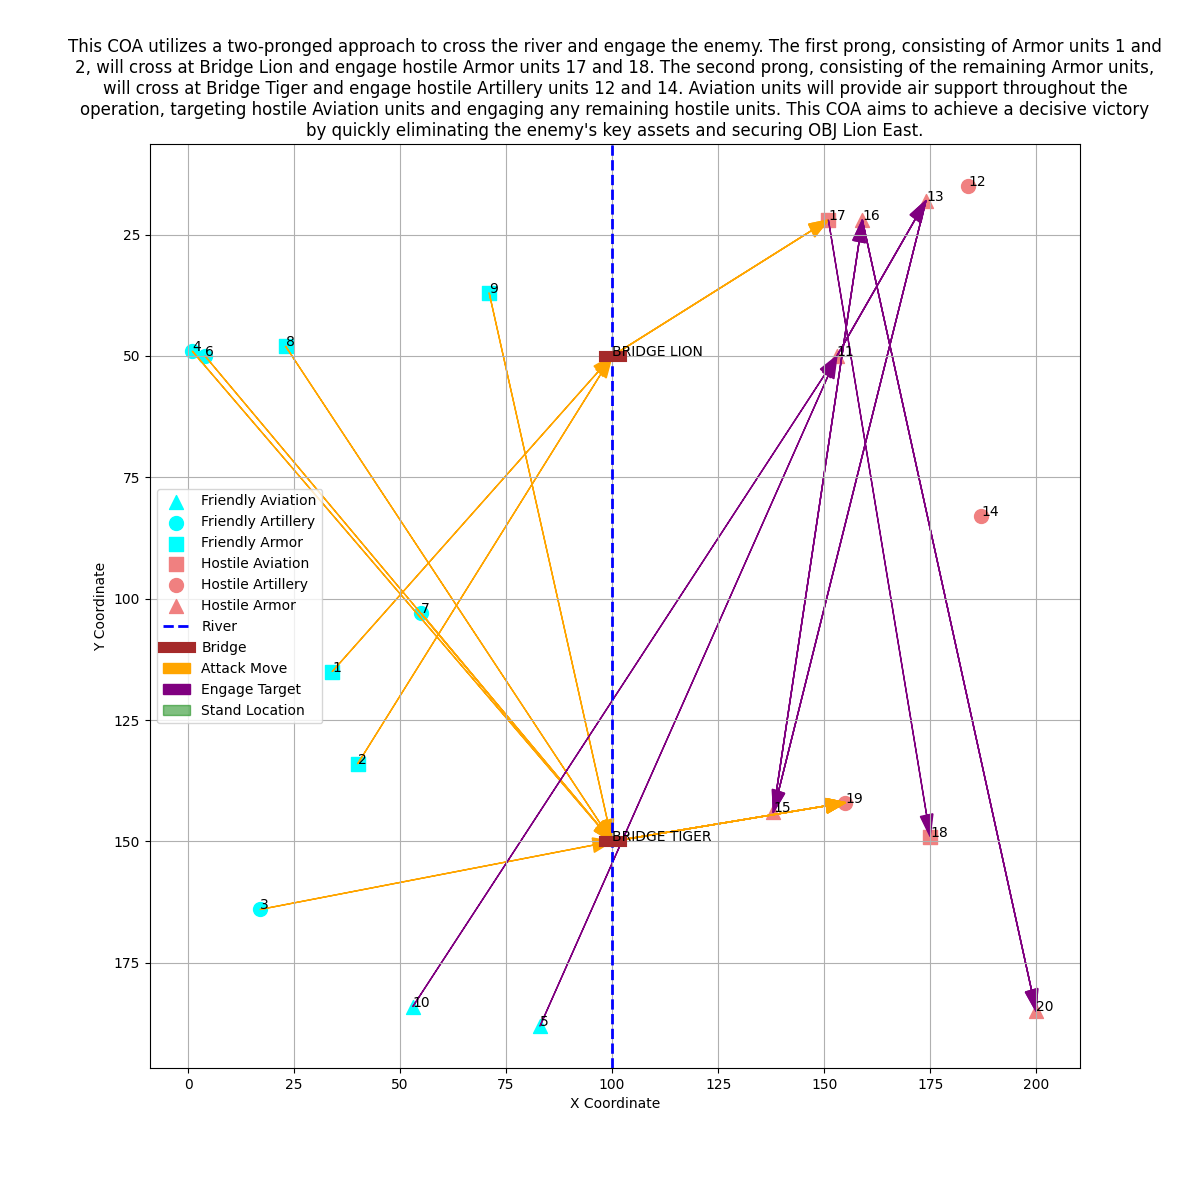 This COA utilizes a two-pronged approach to cross the river and engage the enemy. The first prong, consisting of Armor units 1 and
2, will cross at Bridge Lion and engage hostile Armor units 17 and 18. The second prong, consisting of the remaining Armor units,
will cross at Bridge Tiger and engage hostile Artillery units 12 and 14. Aviation units will provide air support throughout the
operation, targeting hostile Aviation units and engaging any remaining hostile units. This COA aims to achieve a decisive victory
by quickly eliminating the enemy's key assets and securing OBJ Lion East.
12
13
17
16
25
9
8
4
6
50
BRIDGE LION
11
75
Friendly Aviation
Friendly Artillery
Friendly Armor
Hostile Aviation
Hostile Artillery
Hostile Armor
River
Bridge
Attack Move
Engage Target
Stand Location
14
Y Coordinate
100
7
1
125
2
15
19
150
BRIDGE TIGER
18
3
175
10
5
20
0
25
50
75
100
125
150
175
200
X Coordinate